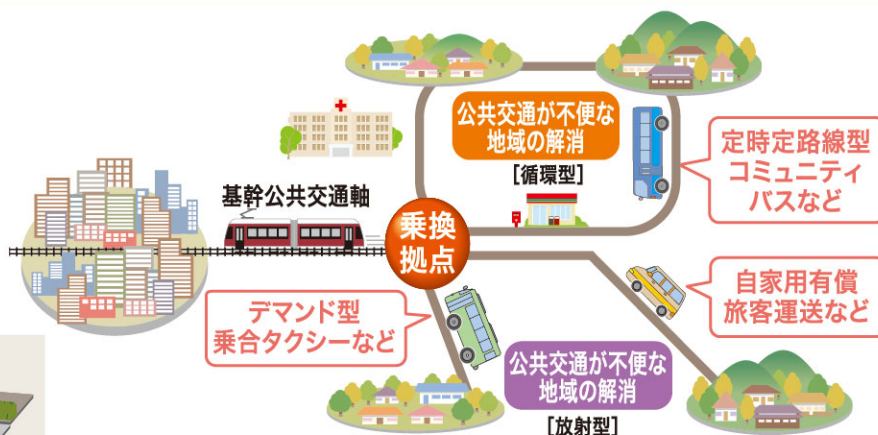 公共交通が不便な
地域の解消
[循環型]
定時定路線型
コミュニティ
バスなど
基幹公共交通軸
乗換
拠点
自家用有償
旅客運送など
デマンド型
乗合タクシーなど
公共交通が不便な
地域の解消
[放射型]